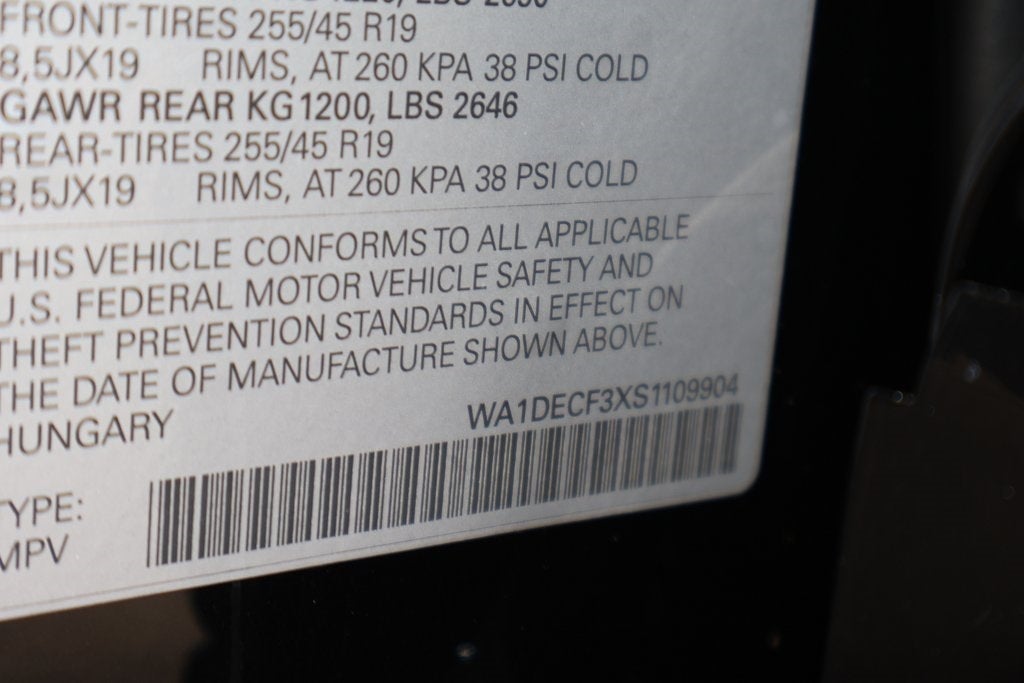 FRONT-TIRES 255/45 R19
8,5JX19 RIMS, AT 260 KPA 38 PSI COLD
GAWR REAR KG1200, LBS 2646
REAR-TIRES 255/45 R19
8,5JX19 RIMS, AT 260 KPA 38 PSI COLD
THIS VEHICLE CONFORMS TO ALL APPLICABLE
U.S. FEDERAL MOTOR VEHICLE SAFETY AND
THEFT PREVENTION STANDARDS IN EFFECT ON
THE DATE OF MANUFACTURE SHOWN ABOVE.
HUNGARY WA1DECF3XS1109904
TYPE:
MPV